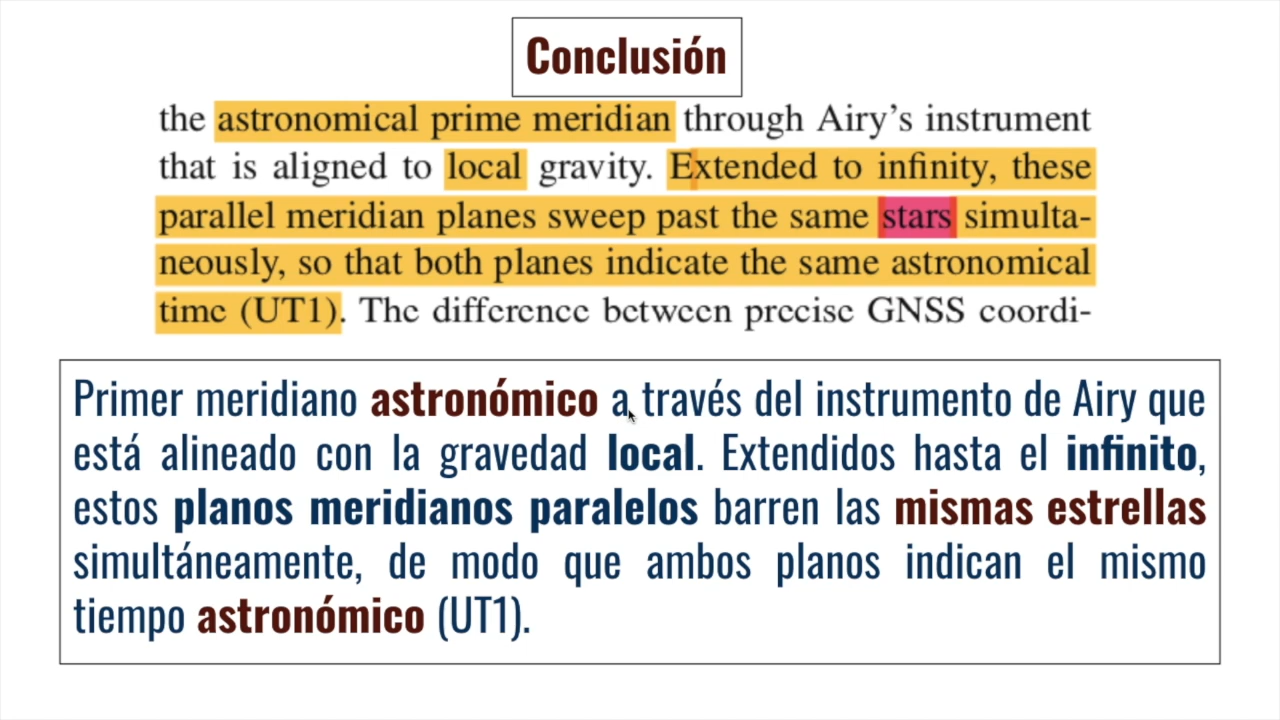 Conclusión
the astronomical prime meridian through Airy's instrument
that is aligned to local gravity. Extended to infinity, these
parallel meridian planes sweep past the same stars simulta-
neously, so that both planes indicate the same astronomical
time (UT1). The difference between precise GNSS coordi-
Primer meridiano astronómico a través del instrumento de Airy que
está alineado con la gravedad local. Extendidos hasta el infinito,
estos planos meridianos paralelos barren las mismas estrellas
simultáneamente, de modo que ambos planos indican el mismo
tiempo astronómico (UT1).